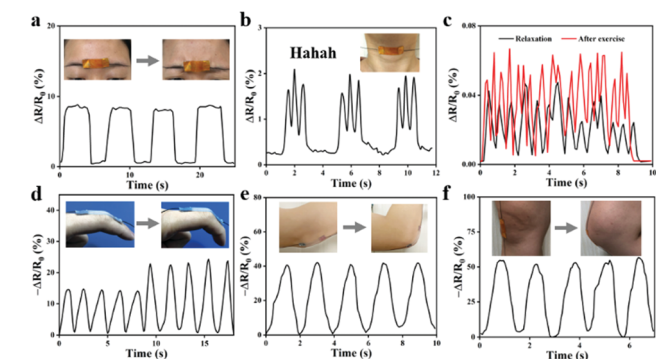 a
20
15
10
5
0
ΔR/R0 (%)
0
10
20
Time (s)
b
Hahah
3
2
1
0
ΔR/R0 (%)
0
2
4
6
8
10
12
Time (s)
c
Relaxation
After exercise
0.08
0.04
0.00
ΔR/R0 (%)
0
2
4
6
8
10
Time (s)
d
40
30
20
10
0
−ΔR/R0 (%)
0
5
10
15
Time (s)
e
80
60
40
20
0
−ΔR/R0 (%)
0
2
4
6
8
10
Time (s)
f
100
75
50
25
0
−ΔR/R0 (%)
0
2
4
6
Time (s)